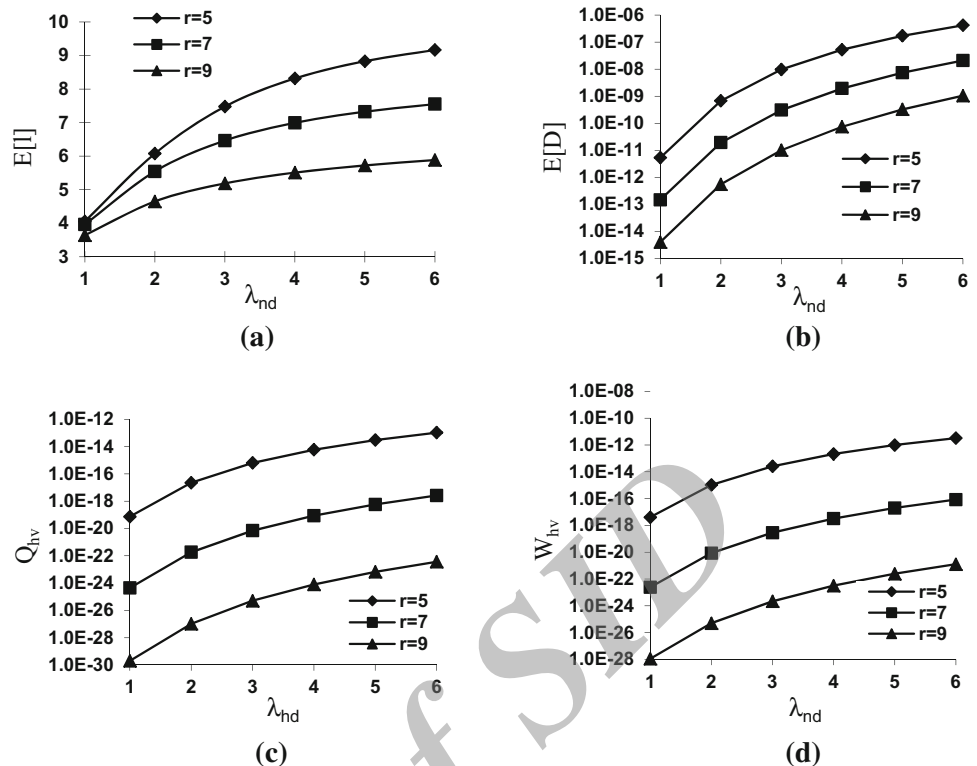 10
9
8
7
6
5
4
3
E[l]
r=5
r=7
r=9
1 2 3 4 5 6
λnd
(a)
1.0E-06
1.0E-07
1.0E-08
1.0E-09
1.0E-10
1.0E-11
1.0E-12
1.0E-13
1.0E-14
1.0E-15
E[D]
r=5
r=7
r=9
1 2 3 4 5 6
λnd
(b)
1.0E-12
1.0E-14
1.0E-16
1.0E-18
1.0E-20
1.0E-22
1.0E-24
1.0E-26
1.0E-28
1.0E-30
Qhv
r=5
r=7
r=9
1 2 3 4 5 6
λhd
(c)
1.0E-08
1.0E-10
1.0E-12
1.0E-14
1.0E-16
1.0E-18
1.0E-20
1.0E-22
1.0E-24
1.0E-26
1.0E-28
Whv
r=5
r=7
r=9
1 2 3 4 5 6
λnd
(d)
f SID